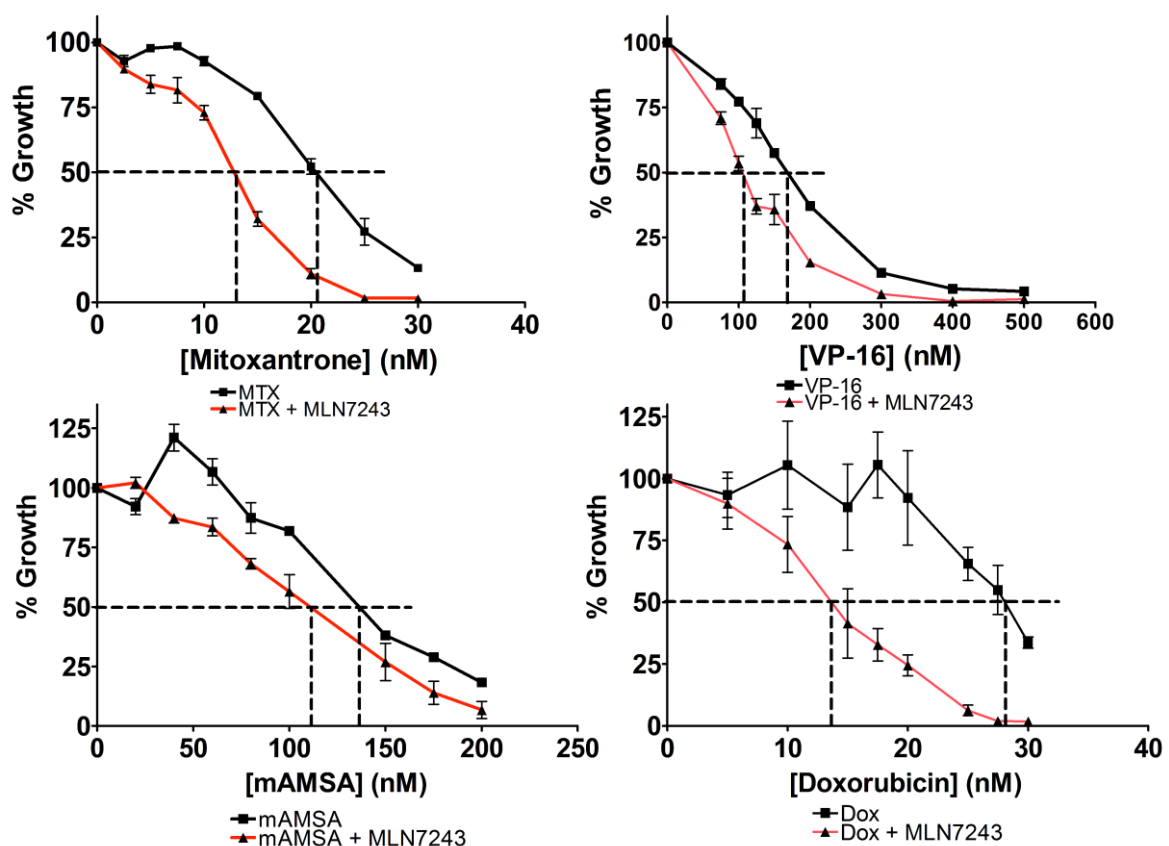 100
75
50
25
0
% Growth
0 10 20 30 40
[Mitoxantrone] (nM)
MTX
MTX + MLN7243
100
75
50
25
0
% Growth
0 100 200 300 400 500 600
[VP-16] (nM)
VP-16
VP-16 + MLN7243
125
100
75
50
25
0
% Growth
0 50 100 150 200 250
[mAMSA] (nM)
mAMSA
mAMSA + MLN7243
125
100
75
50
25
0
% Growth
0 10 20 30 40
[Doxorubicin] (nM)
Dox
Dox + MLN7243